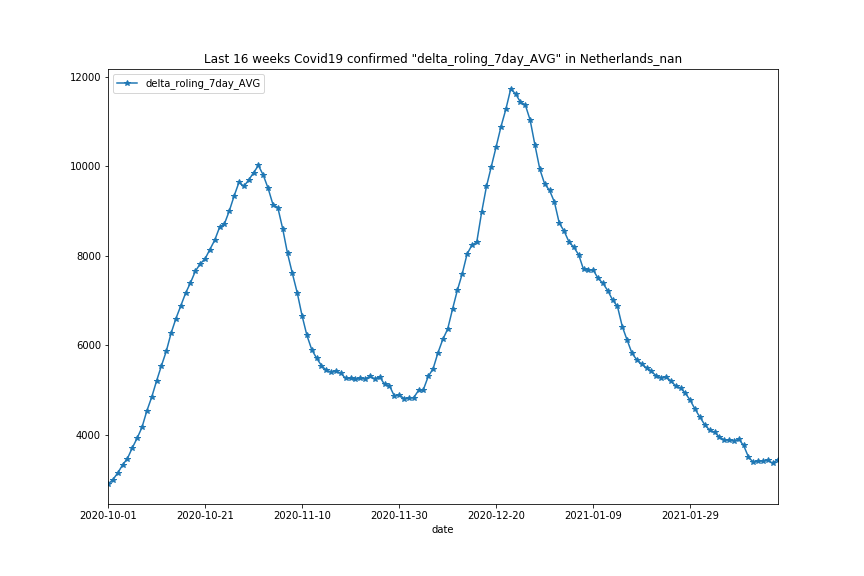 Last 16 weeks Covid19 confirmed "delta_roling_7day_AVG" in Netherlands_nan
delta_roling_7day_AVG
12000
10000
8000
6000
4000
2020-10-01 2020-10-21 2020-11-10 2020-11-30 2020-12-20 2021-01-09 2021-01-29
date